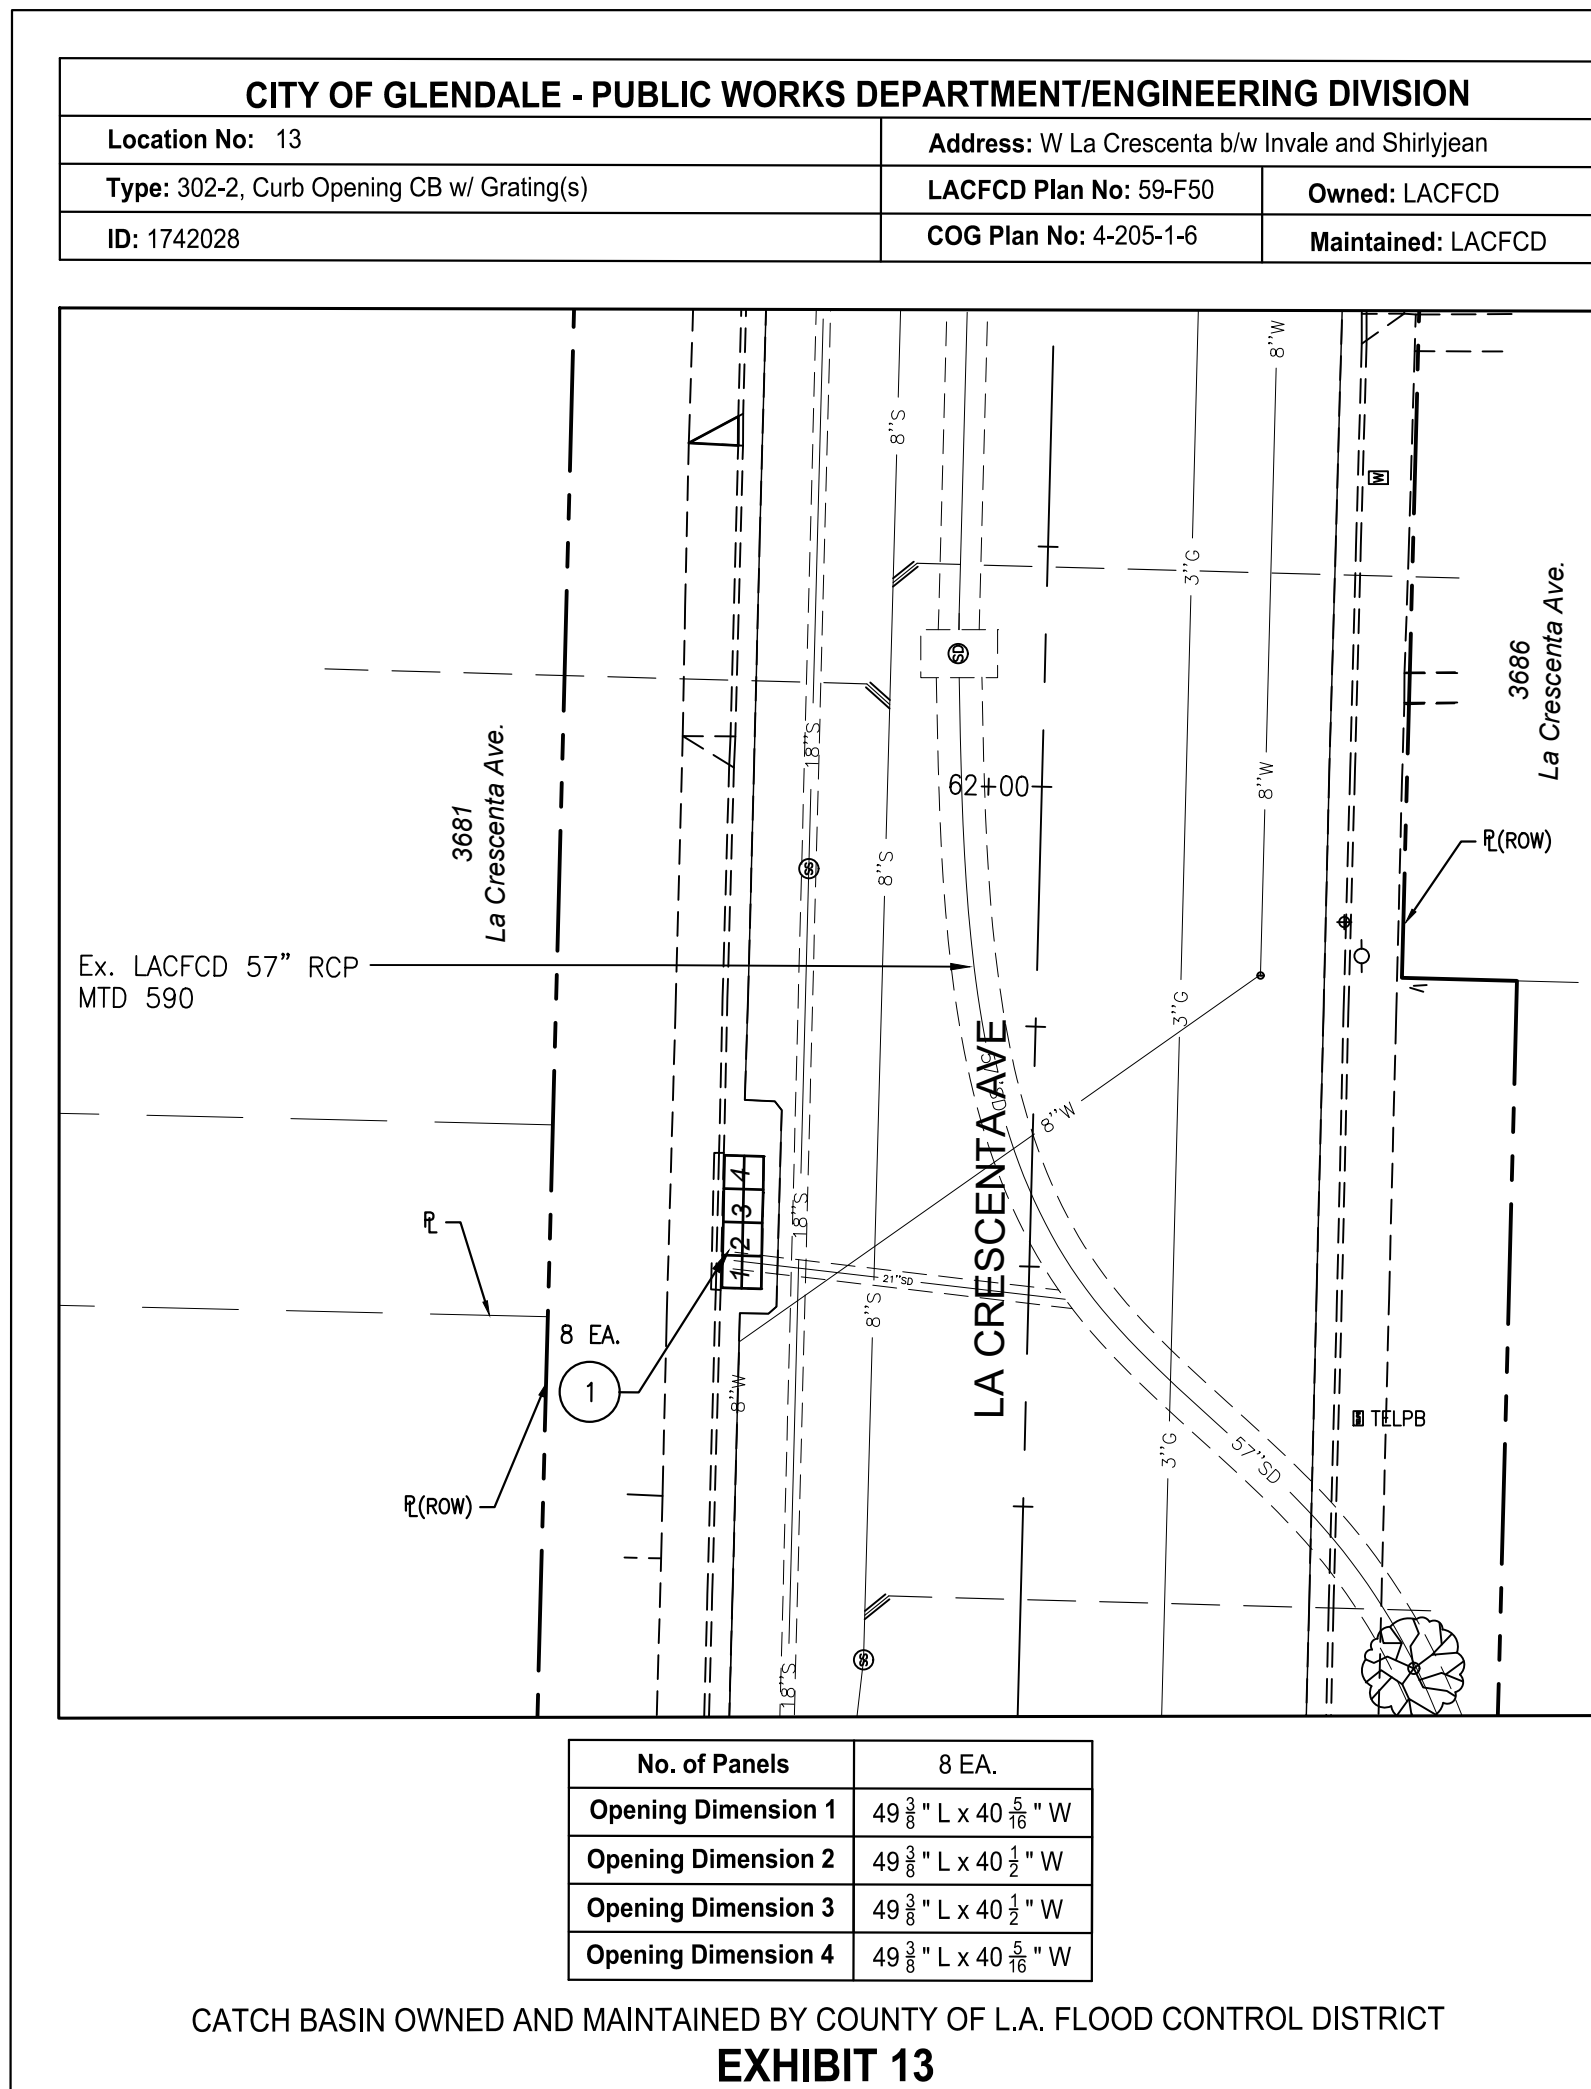 CITY OF GLENDALE - PUBLIC WORKS DEPARTMENT/ENGINEERING DIVISION
Location No: 13
Address: W La Crescenta b/w Invale and Shirlyjean
Type: 302-2, Curb Opening CB w/ Grating(s)
LACFCD Plan No: 59-F50
Owned: LACFCD
ID: 1742028
COG Plan No: 4-205-1-6
Maintained: LACFCD
8"W
8"S
W
3"G
3686
La Crescenta Ave.
SD
18"S
62+00
8"W
3681
La Crescenta Ave.
PL(ROW)
8"S
SS
Ex. LACFCD 57” RCP
MTD 590
3"G
57"SD
LA CRESCENTA AVE
8"W
4
3
2
1
18"S
PL
21"SD
8"S
8 EA.
1
8"W
TELPB
3"G
57"SD
PL(ROW)
SS
18"S
No. of Panels 8 EA.
Opening Dimension 1 49 3/8 " L x 40 5/16 " W
Opening Dimension 2 49 3/8 " L x 40 1/2 " W
Opening Dimension 3 49 3/8 " L x 40 1/2 " W
Opening Dimension 4 49 3/8 " L x 40 5/16 " W
CATCH BASIN OWNED AND MAINTAINED BY COUNTY OF L.A. FLOOD CONTROL DISTRICT
EXHIBIT 13